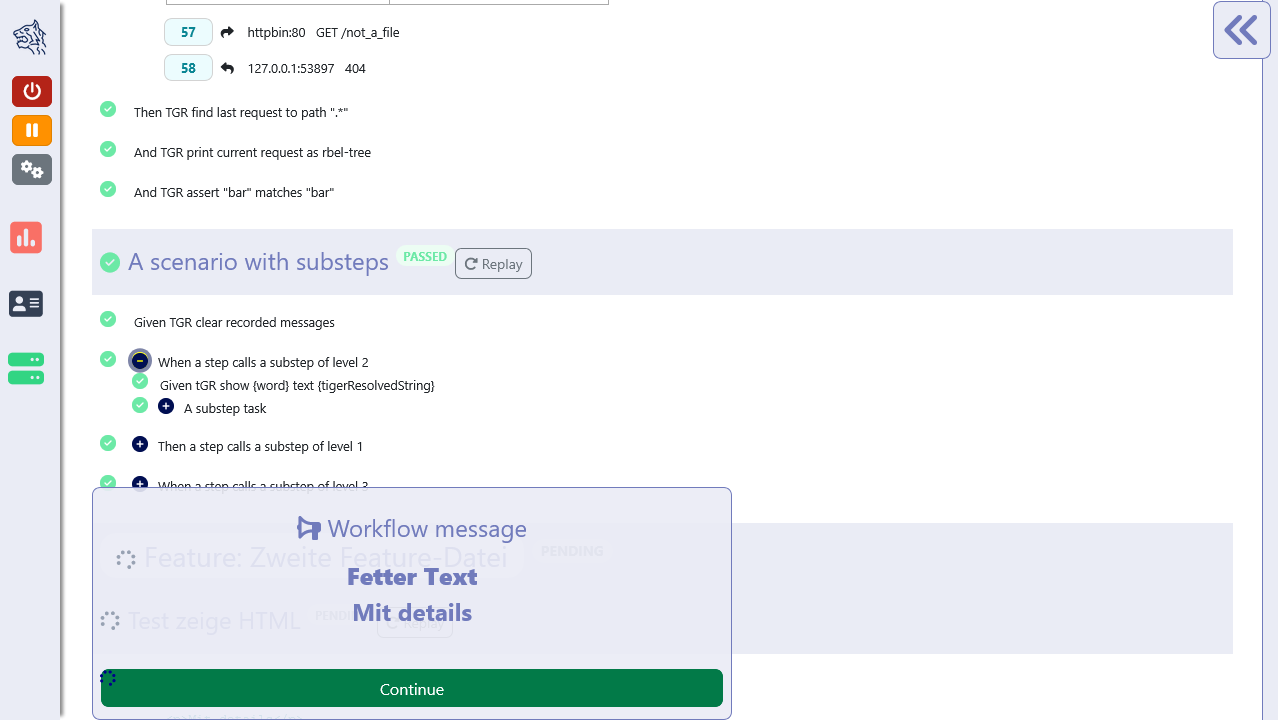 57 httpbin:80 GET /not_a_file
58 127.0.0.1:53897 404
Then TGR find last request to path ".*"
And TGR print current request as rbel-tree
And TGR assert "bar" matches "bar"
A scenario with substeps PASSED Replay
Given TGR clear recorded messages
When a step calls a substep of level 2
Given tGR show {word} text {tigerResolvedString}
A substep task
Then a step calls a substep of level 1
When a step calls a substep of level 3
Workflow message
Feature: Zweite Feature-Datei PENDING
Fetter Text
Mit details
Test zeige HTML PENDING Replay
Continue